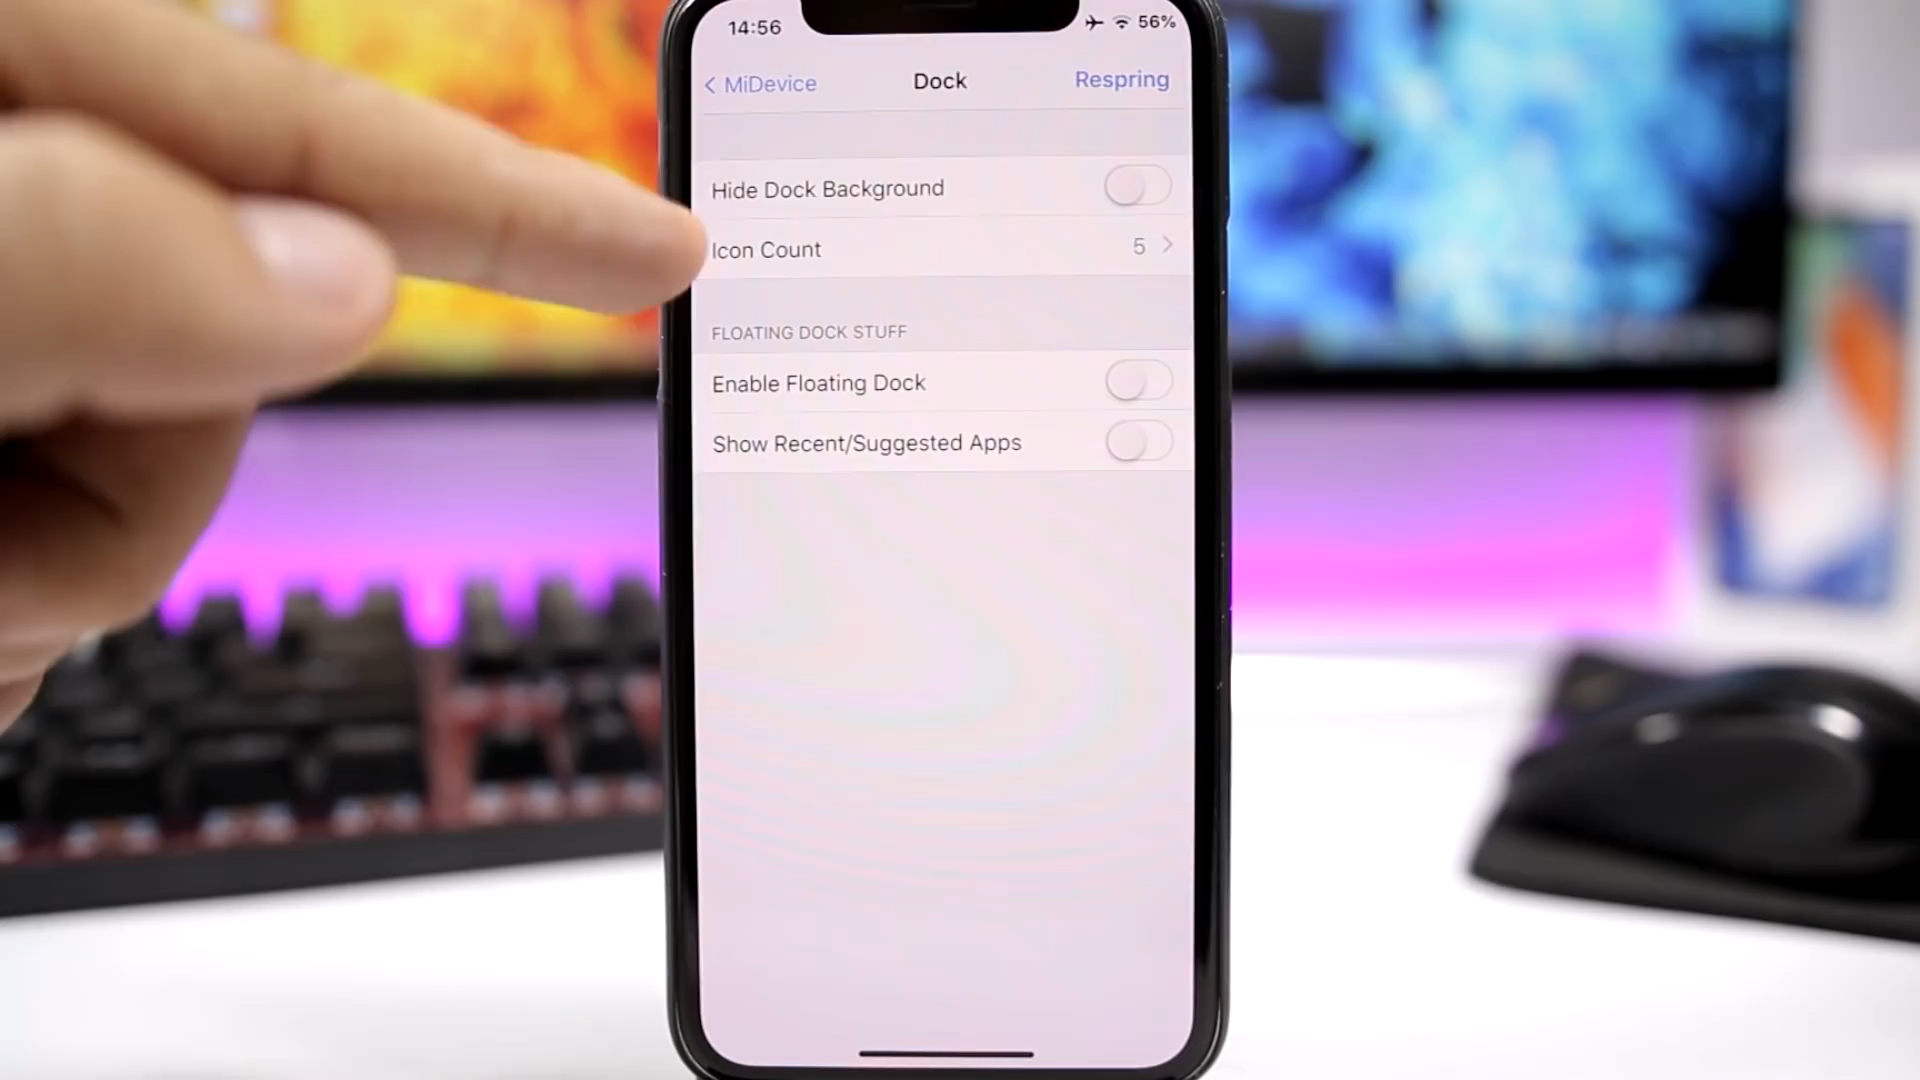 14:56
56%
MiDevice
Dock
Respring
Hide Dock Background
Icon Count
5
FLOATING DOCK STUFF
Enable Floating Dock
Show Recent/Suggested Apps